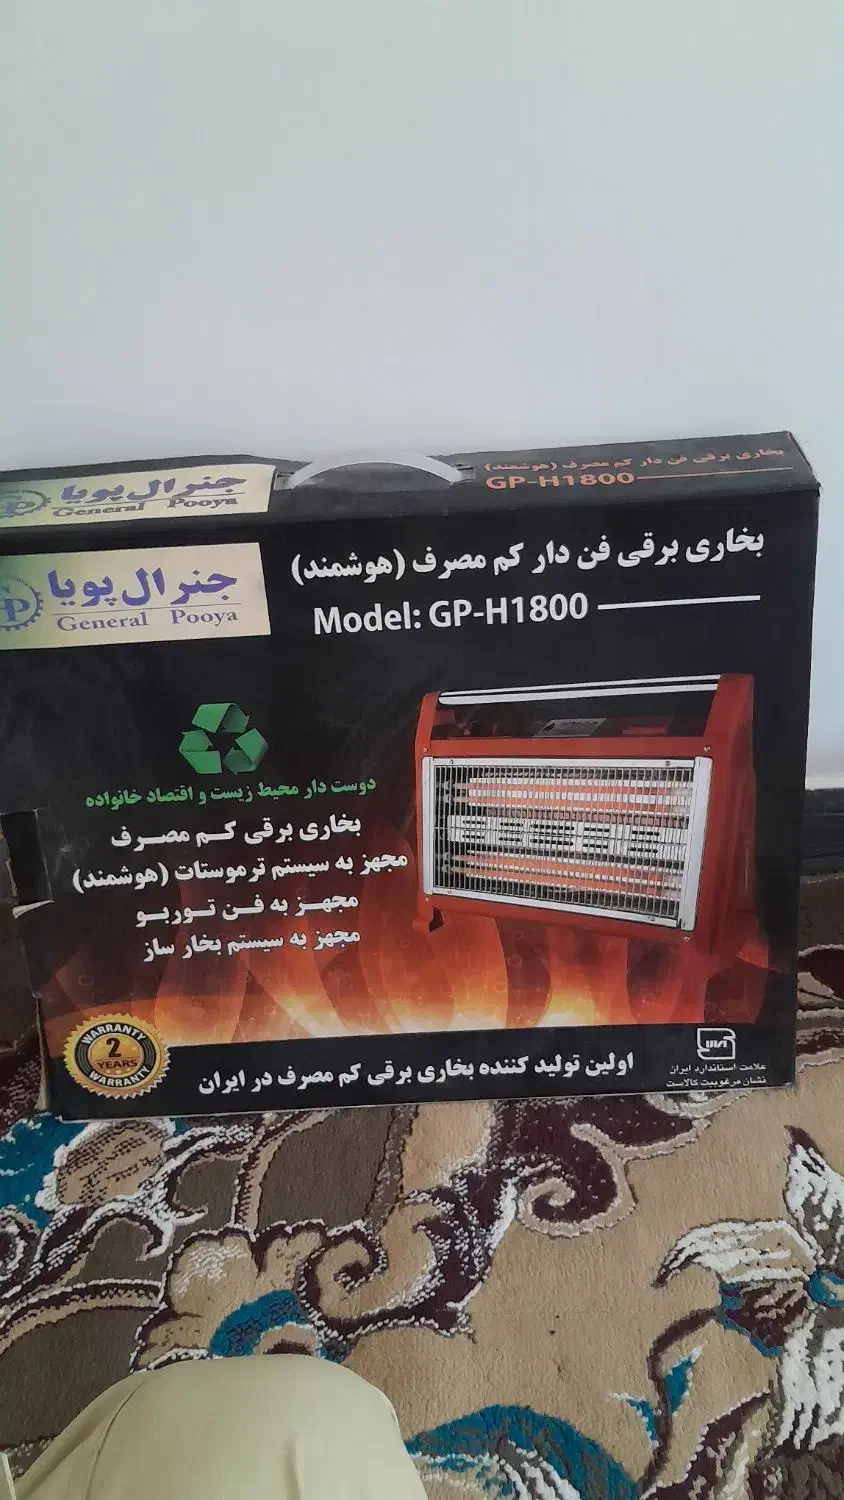 بخاری برقی فن دار کم مصرف (هوشمند)
GP-H1800
جنرال پویا
General Pooya
بخاری برقی فن دار کم مصرف (هوشمند)
Model: GP-H1800
جنرال پویا
General Pooya
دوست دار محیط زیست و اقتصاد خانواده
بخاری برقی کم مصرف
مجهز به سیستم ترموستات (هوشمند)
مجهز به فن توربو
مجهز به سیستم بخار ساز
WARRANTY
2
YEARS
WARRANTY
اولین تولید کننده بخاری برقی کم مصرف در ایران
علامت استاندارد ایران
نشان مرغوبیت کالاست